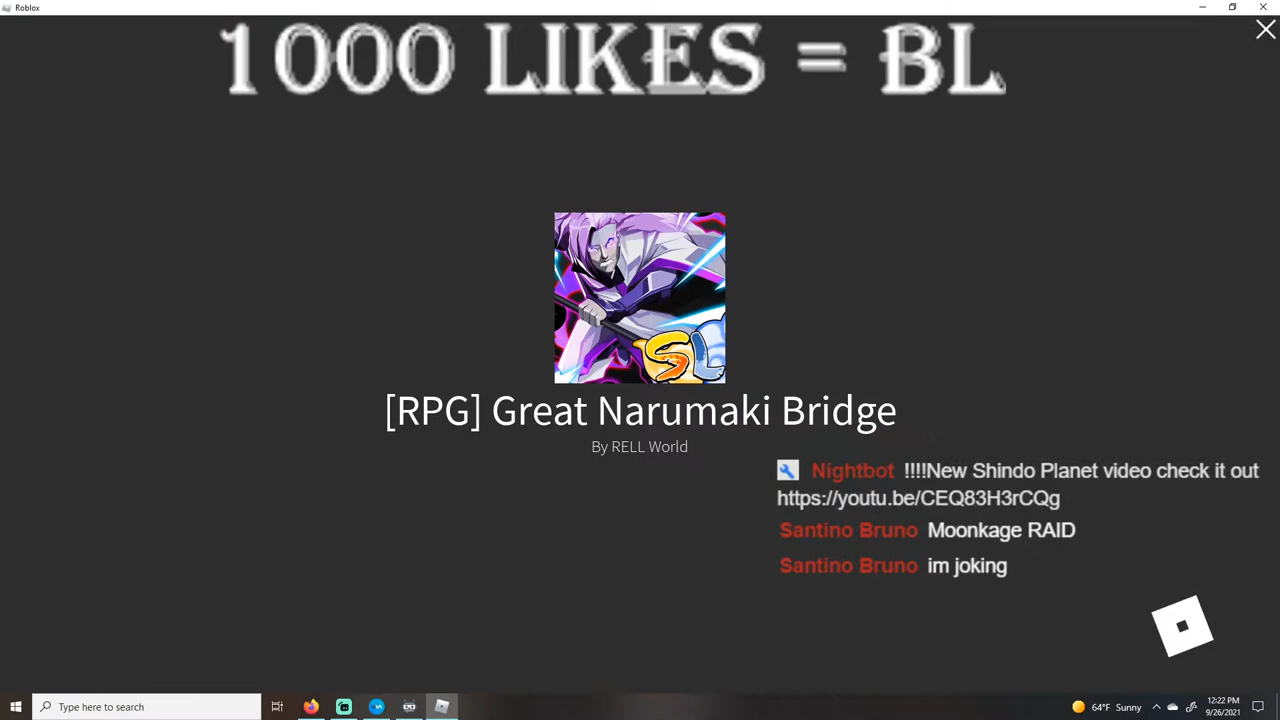 Roblox
1000 LIKES = BL
SL
[RPG] Great Narumaki Bridge
By RELL World
Nightbot !!!!New Shindo Planet video check it out
https://youtu.be/CEQ83H3rCQg
Santino Bruno Moonkage RAID
Santino Bruno im joking
Type here to search
64°F Sunny
12:22 PM
9/26/2021